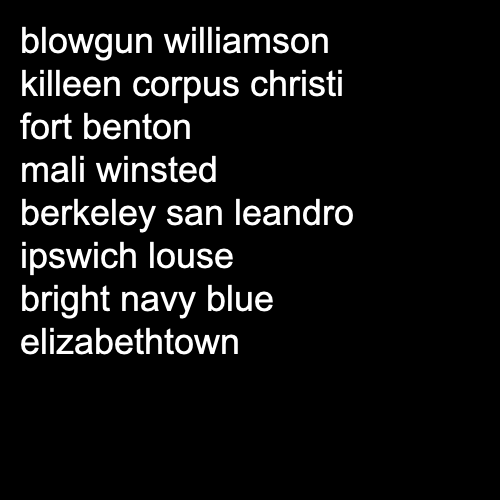 blowgun williamson
killeen corpus christi
fort benton
mali winsted
berkeley san leandro
ipswich louse
bright navy blue
elizabethtown